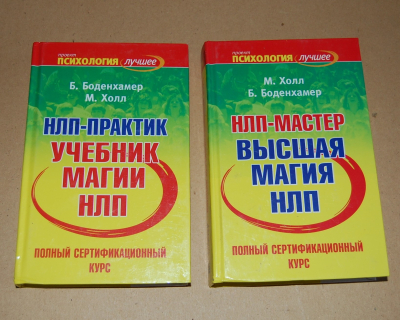 проект
ПСИХОЛОГИЯ лучшее
Б. Боденхамер
М. Холл
НЛП-ПРАКТИК
УЧЕБНИК
МАГИИ
НЛП
ПОЛНЫЙ СЕРТИФИКАЦИОННЫЙ
КУРС
проект
ПСИХОЛОГИЯ лучшее
М. Холл
Б. Боденхамер
НЛП-МАСТЕР
ВЫСШАЯ
МАГИЯ
НЛП
ПОЛНЫЙ СЕРТИФИКАЦИОННЫЙ
КУРС